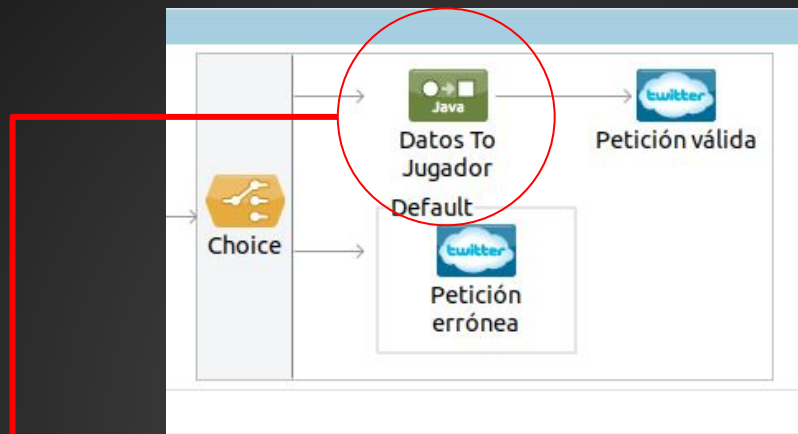 Java
twitter
Datos To
Jugador
Petición válida
Default
Choice
twitter
Petición
errónea